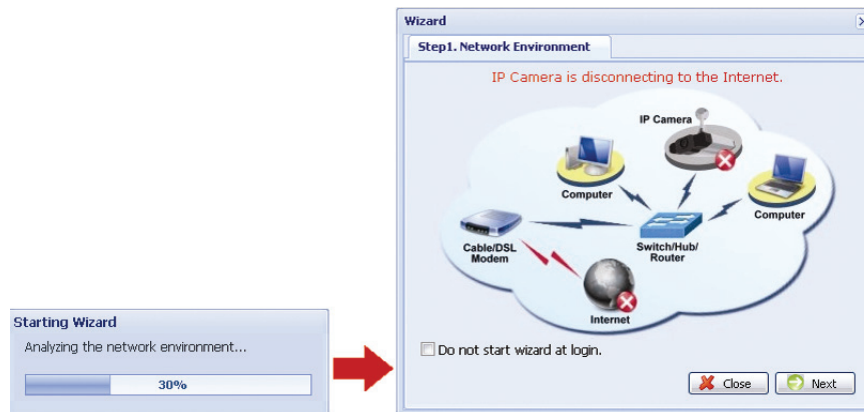 Starting Wizard
Analyzing the network environment...
30%
Wizard
Step1. Network Environment
IP Camera is disconnecting to the Internet.
IP Camera
Computer
Computer
Cable/DSL
Modem
Switch/Hub/
Router
Internet
Do not start wizard at login.
Close
Next